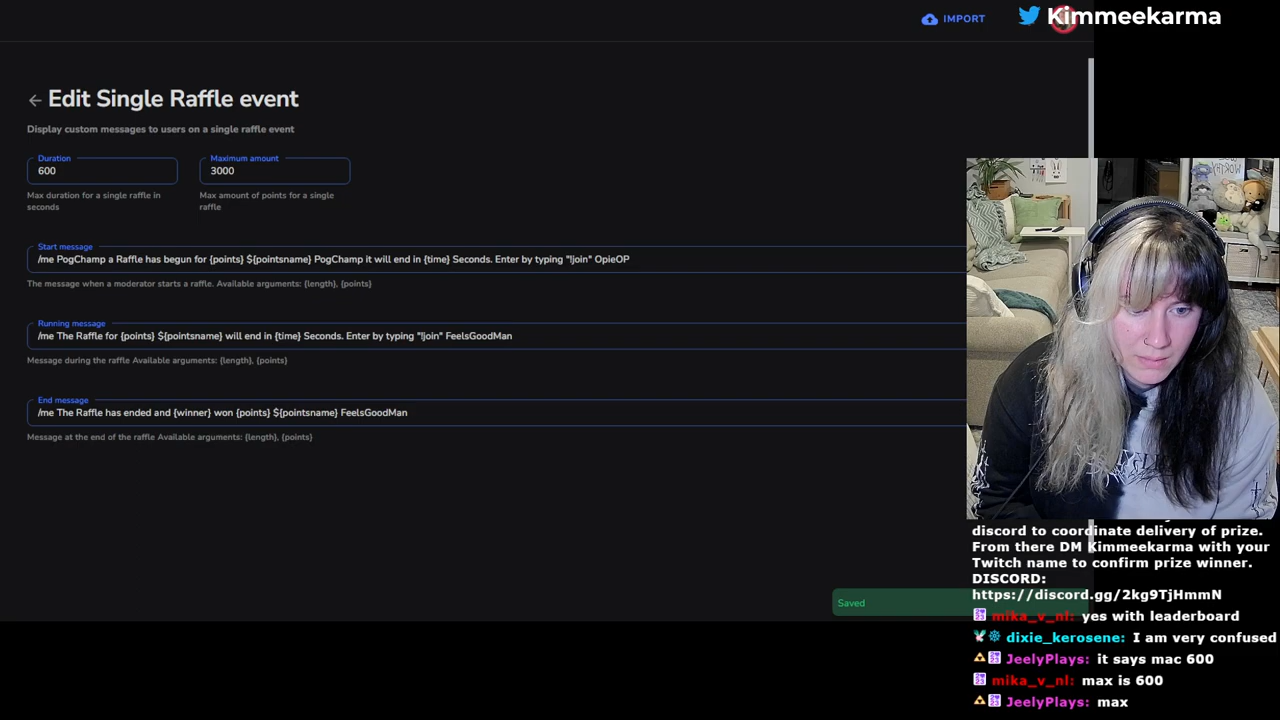 IMPORT
Kimmeekarma
Edit Single Raffle event
Display custom messages to users on a single raffle event
Duration
600
Max duration for a single raffle in
seconds
Maximum amount
3000
Max amount of points for a single
raffle
Start message
/me PogChamp a Raffle has begun for {points} ${pointsname} PogChamp it will end in {time} Seconds. Enter by typing "!join" OpieOP
The message when a moderator starts a raffle. Available arguments: {length}, {points}
Running message
/me The Raffle for {points} ${pointsname} will end in {time} Seconds. Enter by typing "!join" FeelsGoodMan
Message during the raffle Available arguments: {length}, {points}
End message
/me The Raffle has ended and {winner} won {points} ${pointsname} FeelsGoodMan
Message at the end of the raffle Available arguments: {length}, {points}
Saved
discord to coordinate delivery of prize.
From there DM Kimmeekarma with your
Twitch name to confirm prize winner.
DISCORD:
https://discord.gg/2kg9TjHmmN
mika_v_nl: yes with leaderboard
dixie_kerosene: I am very confused
JeelyPlays: it says mac 600
mika_v_nl: max is 600
JeelyPlays: max